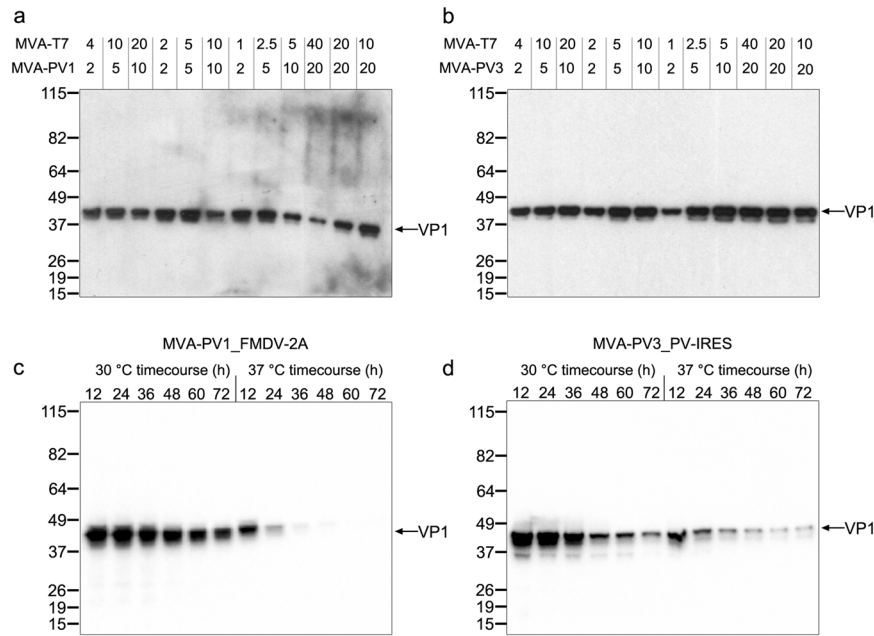 a
MVA-T7 4 10 20 2 5 10 1 2.5 5 40 20 10
MVA-PV1 2 5 10 2 5 10 2 5 10 20 20 20
115
82
64
49
37
26
19
15
VP1
b
MVA-T7 4 10 20 2 5 10 1 2.5 5 40 20 10
MVA-PV3 2 5 10 2 5 10 2 5 10 20 20 20
115
82
64
49
37
26
19
15
VP1
c
MVA-PV1_FMDV-2A
30 °C timecourse (h) 37 °C timecourse (h)
12 24 36 48 60 72 12 24 36 48 60 72
115
82
64
49
37
26
19
15
VP1
d
MVA-PV3_PV-IRES
30 °C timecourse (h) 37 °C timecourse (h)
12 24 36 48 60 72 12 24 36 48 60 72
115
82
64
49
37
26
19
15
VP1